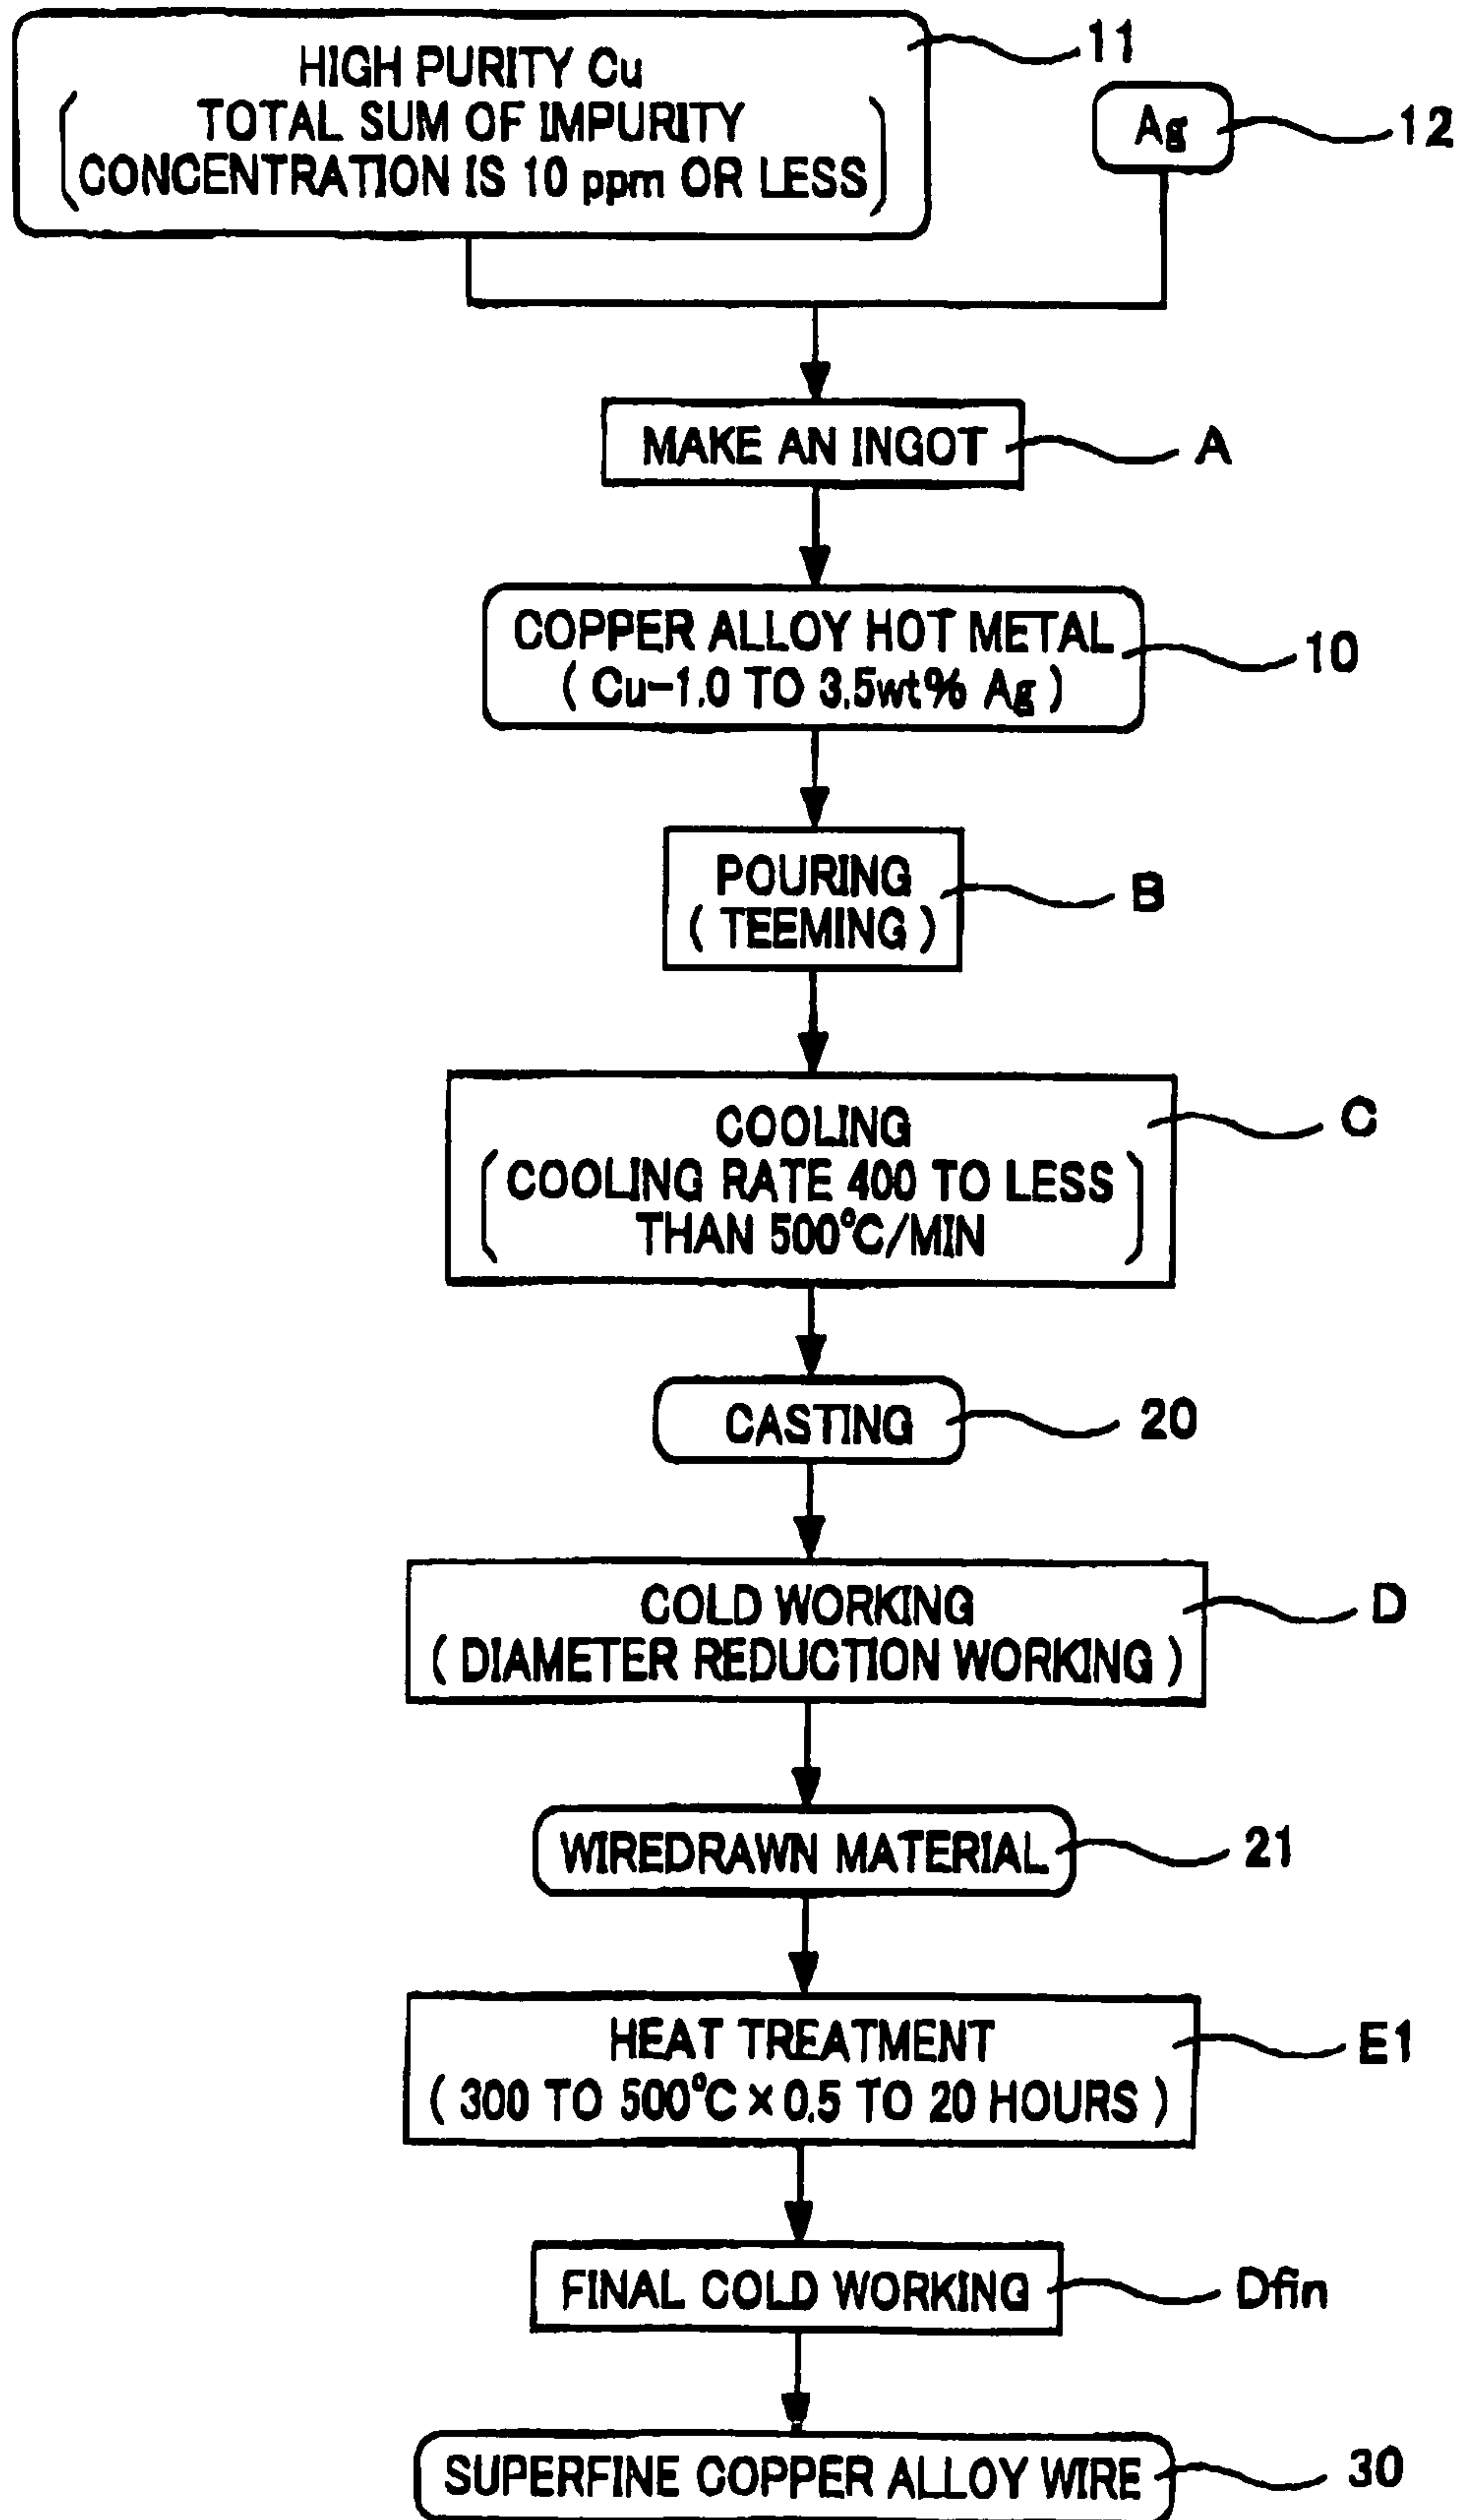 HIGH PURITY Cu
( TOTAL SUM OF IMPURITY
CONCENTRATION IS 10 ppm OR LESS )
11
Ag
12
MAKE AN INGOT
A
COPPER ALLOY HOT METAL
( Cu-1.0 TO 3.5wt% Ag )
10
POURING
( TEEMING )
B
COOLING
( COOLING RATE 400 TO LESS
THAN 500°C/MIN )
C
CASTING
20
COLD WORKING
( DIAMETER REDUCTION WORKING )
D
WIREDRAWN MATERIAL
21
HEAT TREATMENT
( 300 TO 500°C × 0.5 TO 20 HOURS )
E1
FINAL COLD WORKING
Dfin
SUPERFINE COPPER ALLOY WIRE
30